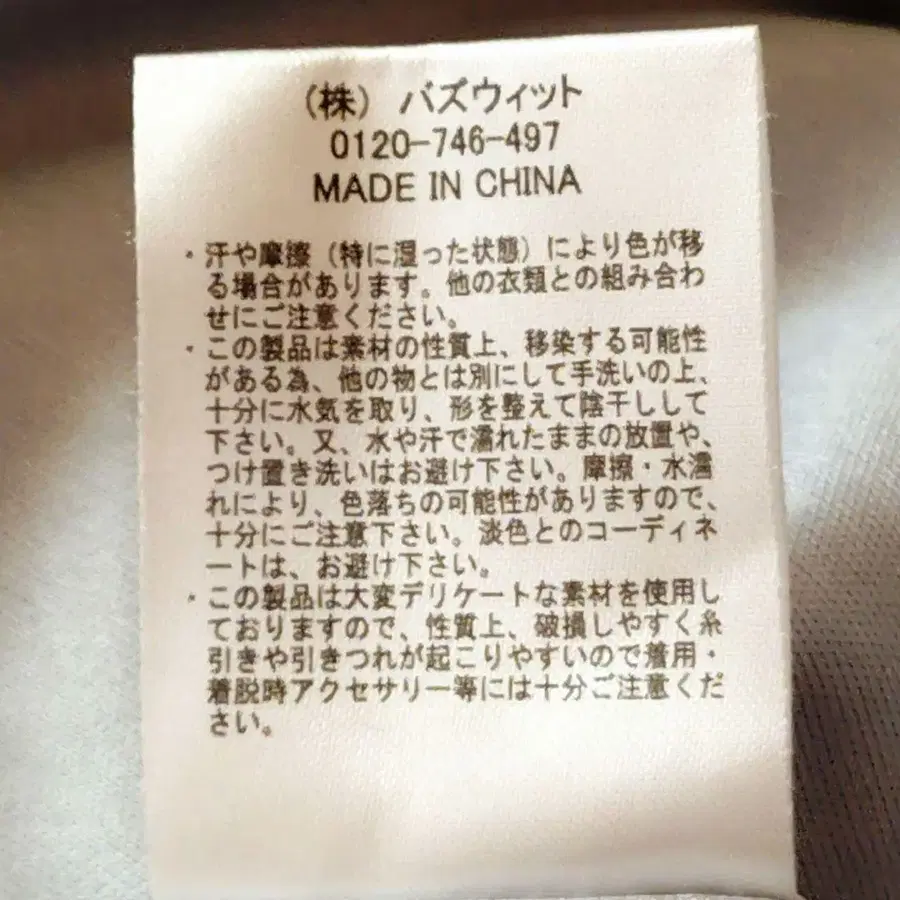 (株) バズウィット
0120-746-497
MADE IN CHINA
・汗や摩擦（特に湿った状態）により色が移
る場合があります。他の衣類との組み合わ
せにご注意ください。
・この製品は素材の性質上、移染する可能性
がある為、他の物とは別にして手洗いの上、
十分に水気を取り、形を整えて陰干しして
下さい。又、水や汗で濡れたままの放置や、
つけ置き洗いはお避け下さい。摩擦・水濡
れにより、色落ちの可能性がありますので、
十分にご注意下さい。淡色とのコーディネ
ートは、お避け下さい。
・この製品は大変デリケートな素材を使用し
ておりますので、性質上、破損しやすく糸
引きや引きつれが起こりやすいので着用・
着脱時アクセサリー等には十分ご注意くだ
さい。